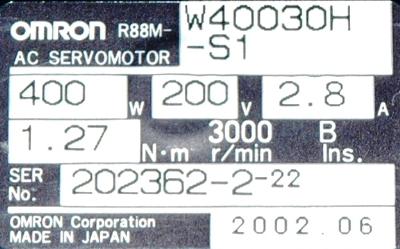 OMRON R88M- W40030H
AC SERVOMOTOR -S1
400 W 200 V 2.8 A
1.27 N·m 3000 r/min B Ins.
SER No. 202362-2-22
OMRON Corporation 2002.06
MADE IN JAPAN